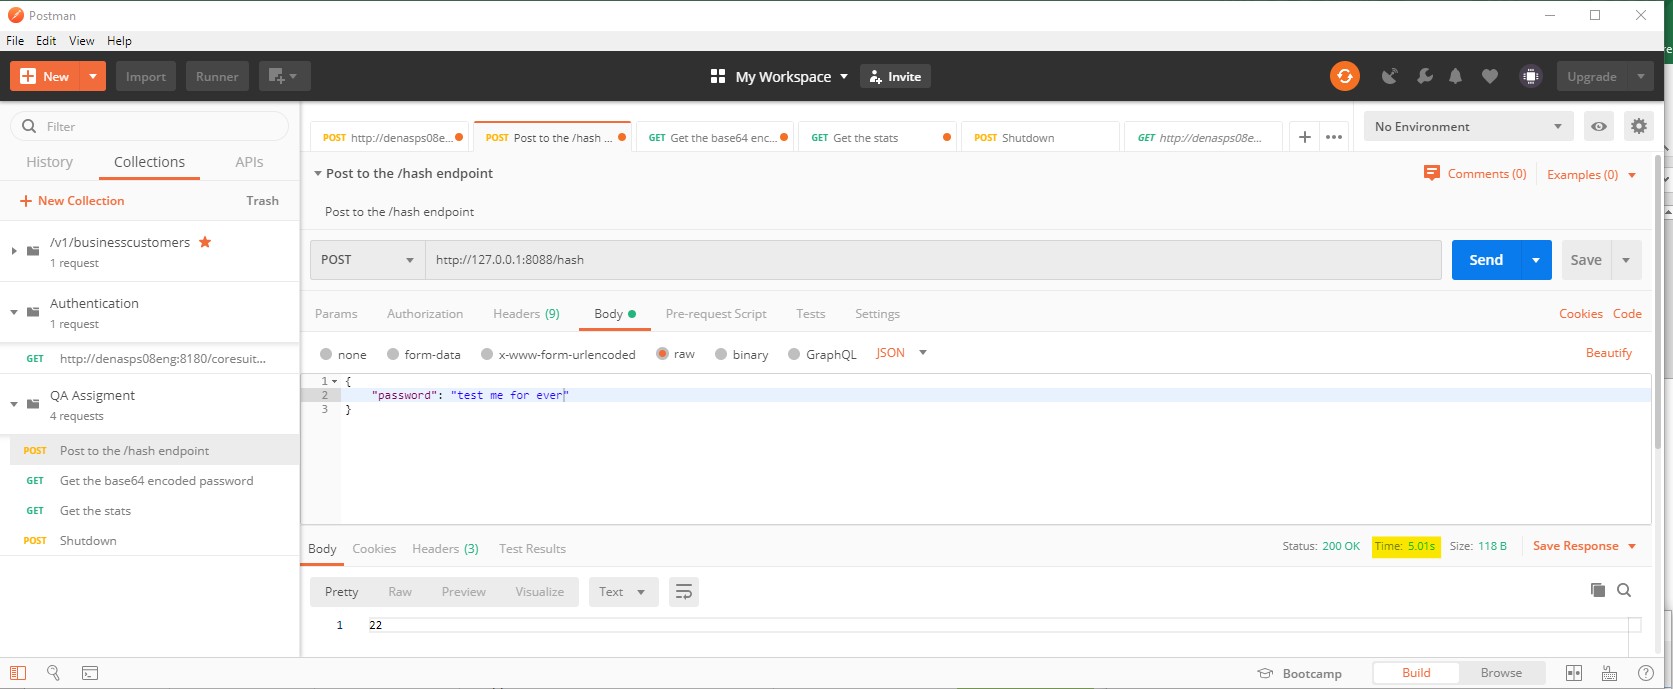 Postman
File Edit View Help
New Import Runner My Workspace Invite Upgrade
Filter
History Collections APIs
New Collection Trash
/v1/businesscustomers
1 request
Authentication
1 request
GET http://denasps08eng:8180/coresuit...
QA Assigment
4 requests
POST Post to the /hash endpoint
GET Get the base64 encoded password
GET Get the stats
POST Shutdown
POST http://denasps08e... POST Post to the /hash ... GET Get the base64 enc... GET Get the stats POST Shutdown GET http://denasps08e... No Environment
Post to the /hash endpoint Comments (0) Examples (0)
Post to the /hash endpoint
POST http://127.0.0.1:8088/hash Send Save
Params Authorization Headers (9) Body Pre-request Script Tests Settings Cookies Code
none form-data x-www-form-urlencoded raw binary GraphQL JSON Beautify
1 {
2 "password": "test me for ever"
3 }
Body Cookies Headers (3) Test Results Status: 200 OK Time: 5.01s Size: 118 B Save Response
Pretty Raw Preview Visualize Text
1 22
Bootcamp Build Browse